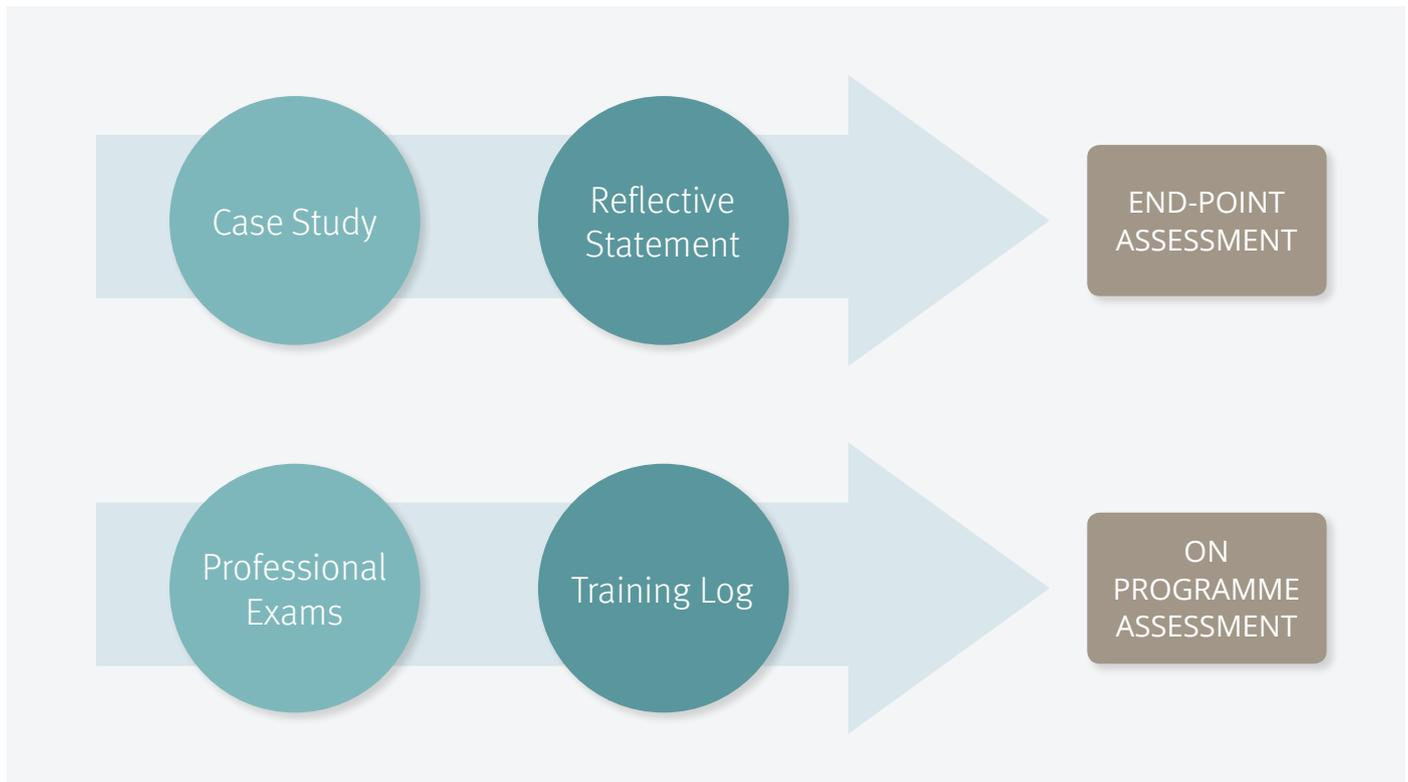 Case Study
Reflective
Statement
END-POINT
ASSESSMENT
Professional
Exams
Training Log
ON
PROGRAMME
ASSESSMENT